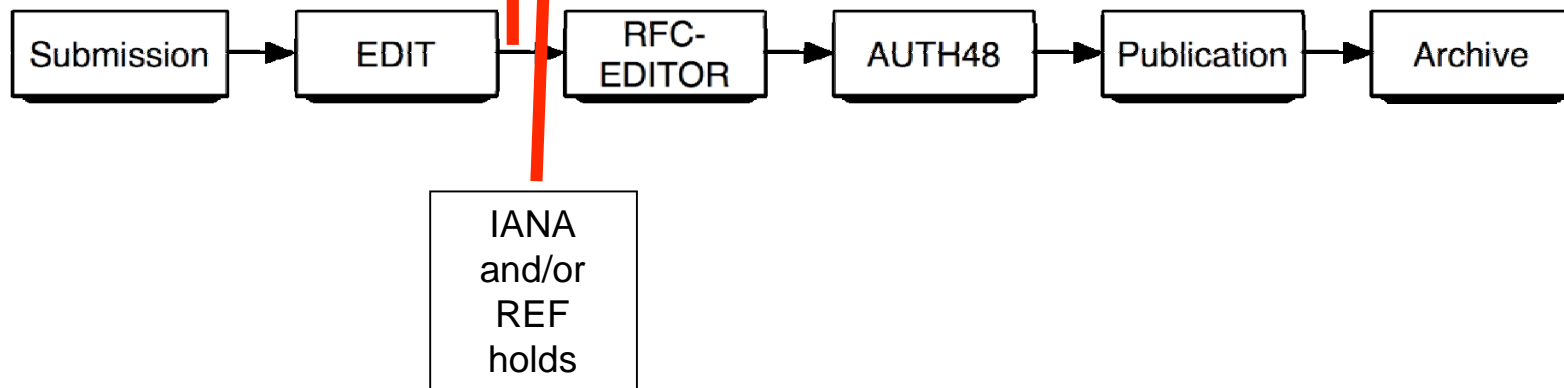 Submission
EDIT
RFC-
EDITOR
AUTH48
Publication
Archive
IANA
and/or
REF
holds